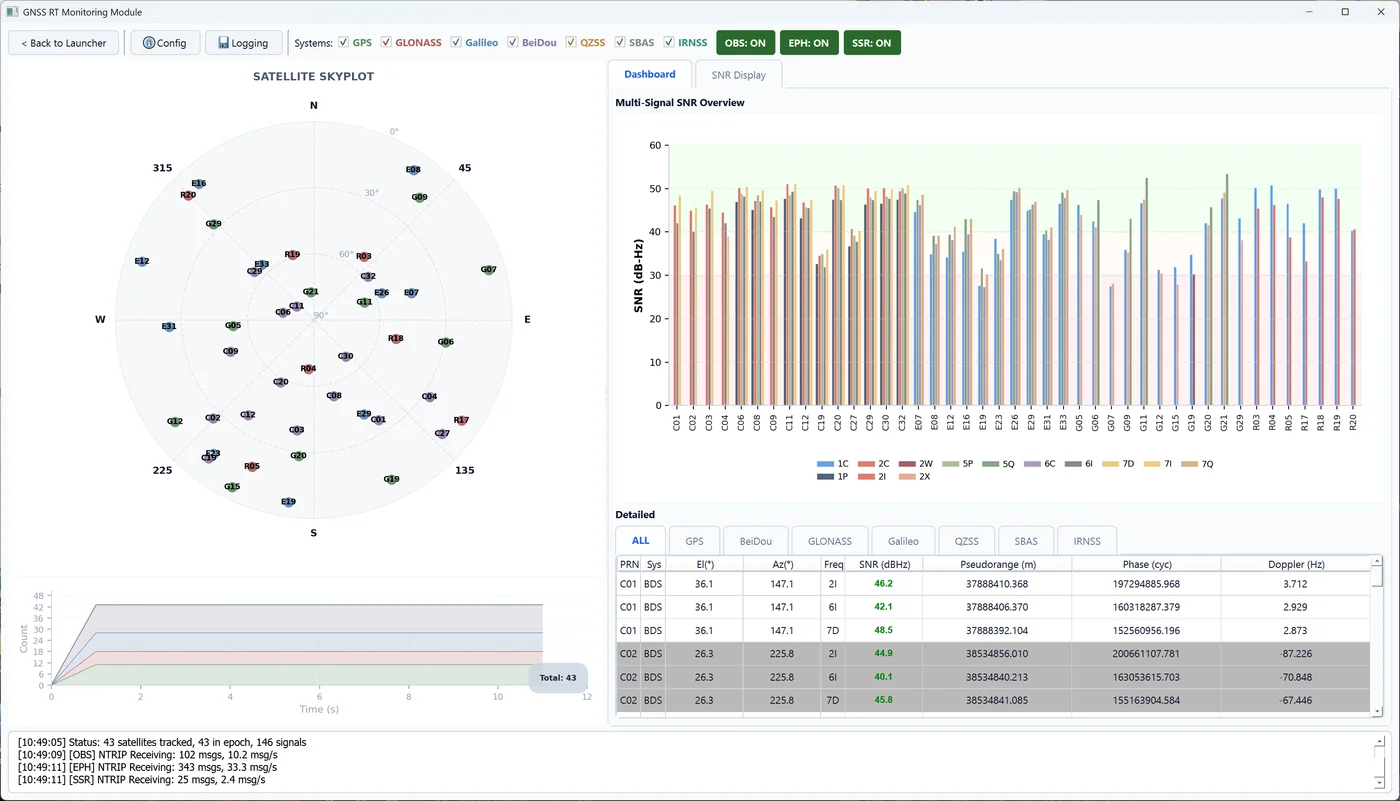 GNSS RT Monitoring Module
< Back to Launcher Config Logging Systems: GPS GLONASS Galileo BeiDou QZSS SBAS IRNSS OBS: ON EPH: ON SSR: ON
SATELLITE SKYPLOT
N
0°
315
45
E08
E16
R20
G09
30°
G29
R19
R03
60°
E12
E33
C29
C32
G07
G21
E26
E07
G11
C11
C06
90°
W
E
E31
G05
R18
G06
C09
C30
R04
C20
C08
C04
G12
C02
C12
E29
C01
R17
C03
C27
E23
C19
G20
225
135
R05
G15
G19
E19
S
48
42
36
30
24
18
12
6
0
Count
0 2 4 6 8 10 12
Time (s)
Total: 43
Dashboard SNR Display
Multi-Signal SNR Overview
60
50
40
30
20
10
0
SNR (dB-Hz)
C01 C02 C03 C04 C06 C08 C09 C11 C12 C19 C20 C27 C29 C30 C32 E07 E08 E12 E16 E19 E23 E26 E29 E31 E33 G05 G06 G07 G09 G11 G12 G15 G19 G20 G21 G29 R03 R04 R05 R17 R18 R19 R20
1C 2C 2W 5P 5Q 6C 6I 7D 7I 7Q
1P 2I 2X
Detailed
ALL GPS BeiDou GLONASS Galileo QZSS SBAS IRNSS
PRN Sys El(°) Az(°) Freq SNR (dBHz) Pseudorange (m) Phase (cyc) Doppler (Hz)
C01 BDS 36.1 147.1 2I 46.2 37888410.368 197294885.968 3.712
C01 BDS 36.1 147.1 6I 42.1 37888406.370 160318287.379 2.929
C01 BDS 36.1 147.1 7D 48.5 37888392.104 152560956.196 2.873
C02 BDS 26.3 225.8 2I 44.9 38534856.010 200661107.781 -87.226
C02 BDS 26.3 225.8 6I 40.1 38534840.213 163053615.703 -70.848
C02 BDS 26.3 225.8 7D 45.8 38534841.085 155163904.584 -67.446
[10:49:05] Status: 43 satellites tracked, 43 in epoch, 146 signals
[10:49:09] [OBS] NTRIP Receiving: 102 msgs, 10.2 msg/s
[10:49:11] [EPH] NTRIP Receiving: 343 msgs, 33.3 msg/s
[10:49:11] [SSR] NTRIP Receiving: 25 msgs, 2.4 msg/s